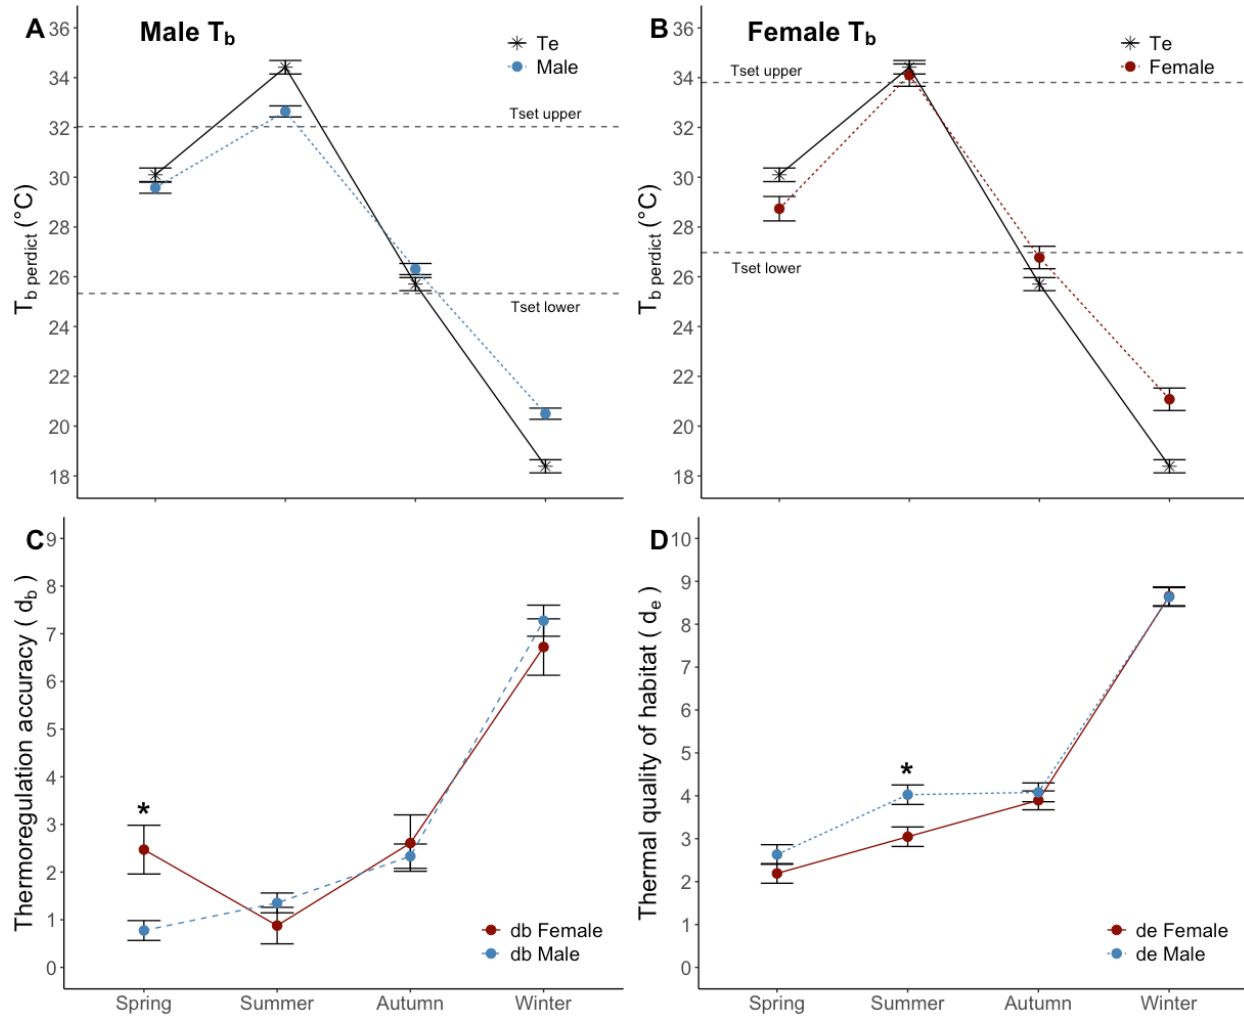 A
Male Tb
Te
Male
Tset upper
Tset lower
Tb perdict (°C)
36
34
32
30
28
26
24
22
20
18
B
Female Tb
Te
Female
Tset upper
Tset lower
Tb perdict (°C)
36
34
32
30
28
26
24
22
20
18
C
Thermoregulation accuracy ( db )
9
8
7
6
5
4
3
2
1
0
*
db Female
db Male
Spring Summer Autumn Winter
D
Thermal quality of habitat ( de )
10
9
8
7
6
5
4
3
2
1
0
*
de Female
de Male
Spring Summer Autumn Winter